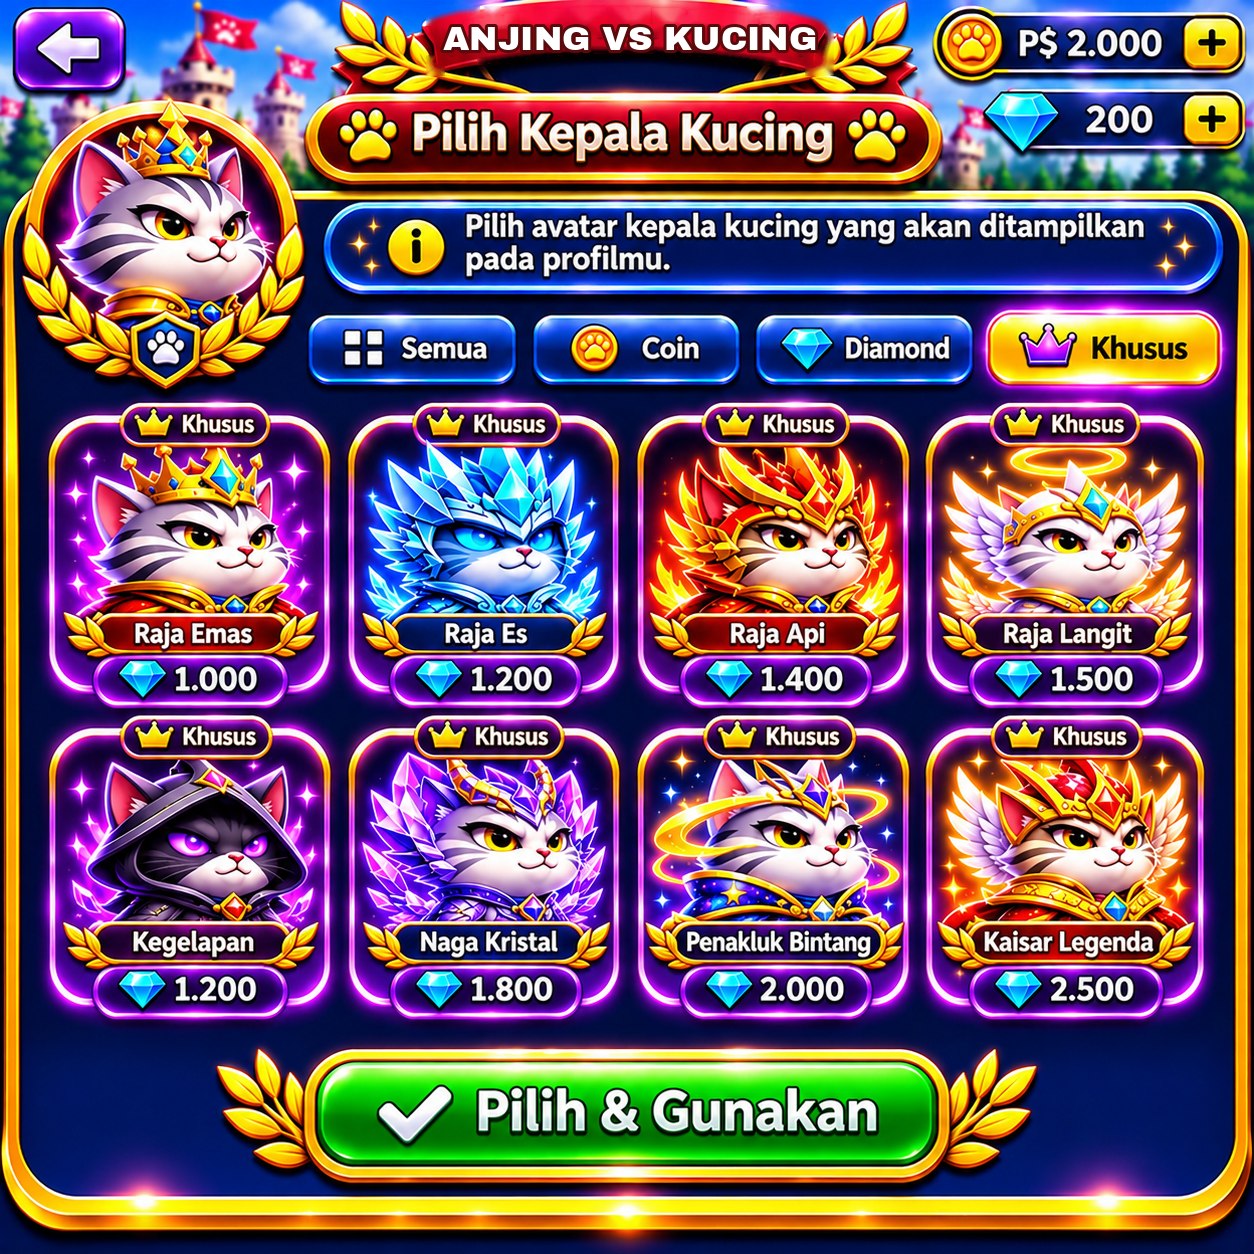 ANJING VS KUCING
P$ 2.000
Pilih Kepala Kucing
200
Pilih avatar kepala kucing yang akan ditampilkan
pada profilmu.
Semua
Coin
Diamond
Khusus
Khusus
Khusus
Khusus
Khusus
Raja Emas
Raja Es
Raja Api
Raja Langit
1.000
1.200
1.400
1.500
Khusus
Khusus
Khusus
Khusus
Kegelapan
Naga Kristal
Penakluk Bintang
Kaisar Legenda
1.200
1.800
2.000
2.500
Pilih & Gunakan